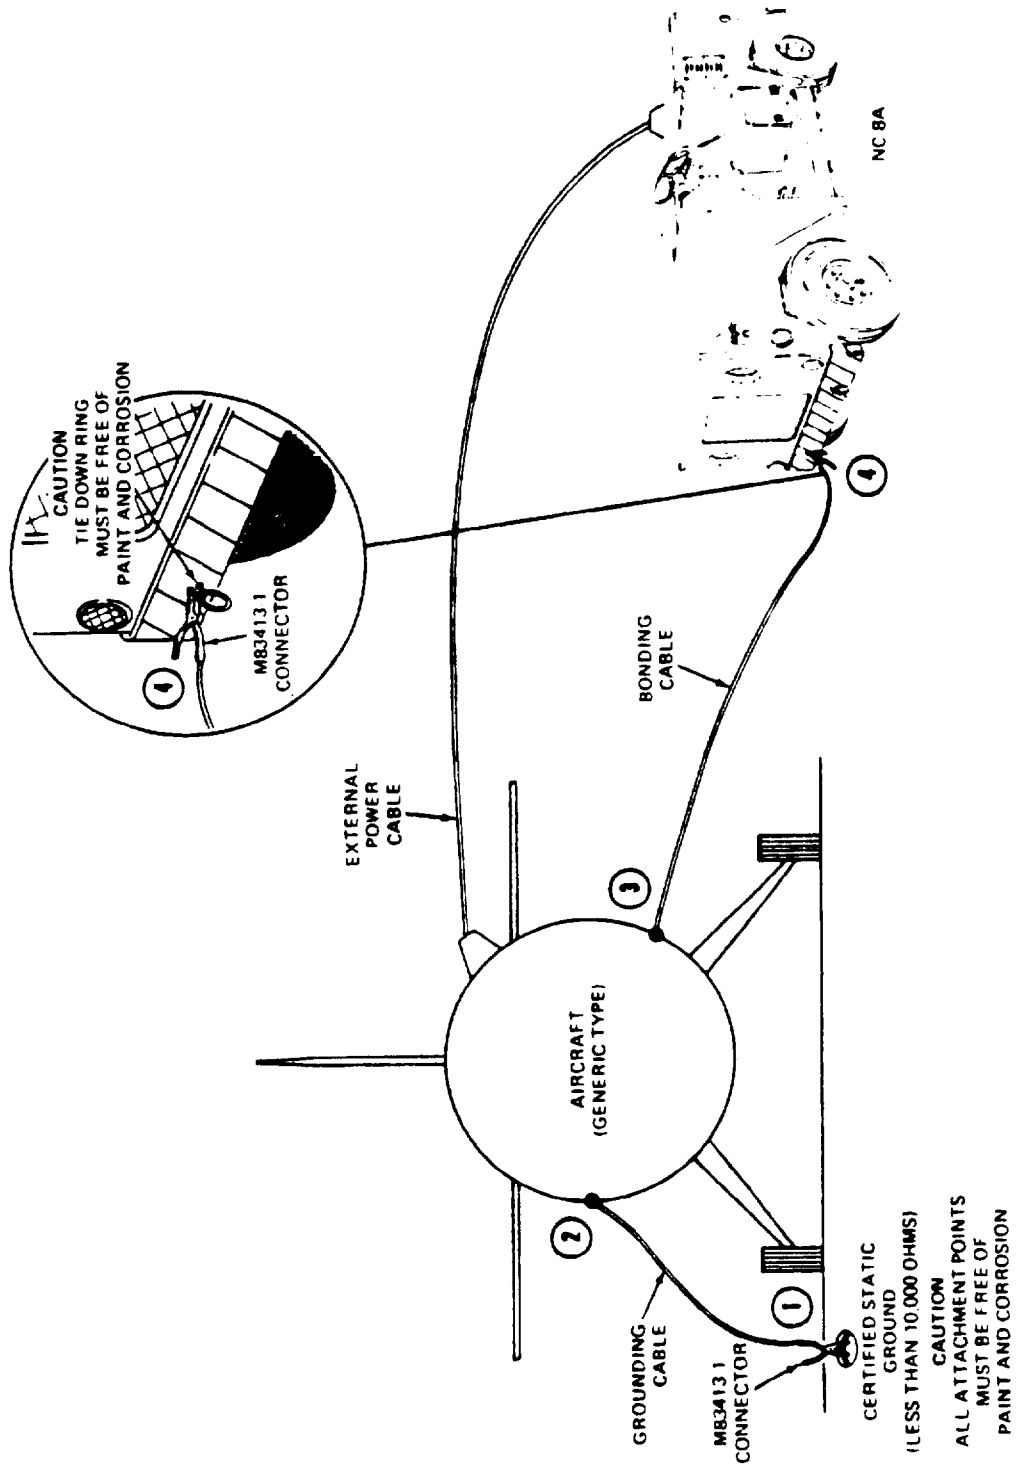 CAUTION
TIE DOWN RING
MUST BE FREE OF
PAINT AND CORROSION
4
M83413 1
CONNECTOR
EXTERNAL
POWER
CABLE
BONDING
CABLE
NC 8A
4
3
AIRCRAFT
(GENERIC TYPE)
2
GROUNDING
CABLE
1
M83413 1
CONNECTOR
CERTIFIED STATIC
GROUND
(LESS THAN 10,000 OHMS)
CAUTION
ALL ATTACHMENT POINTS
MUST BE FREE OF
PAINT AND CORROSION